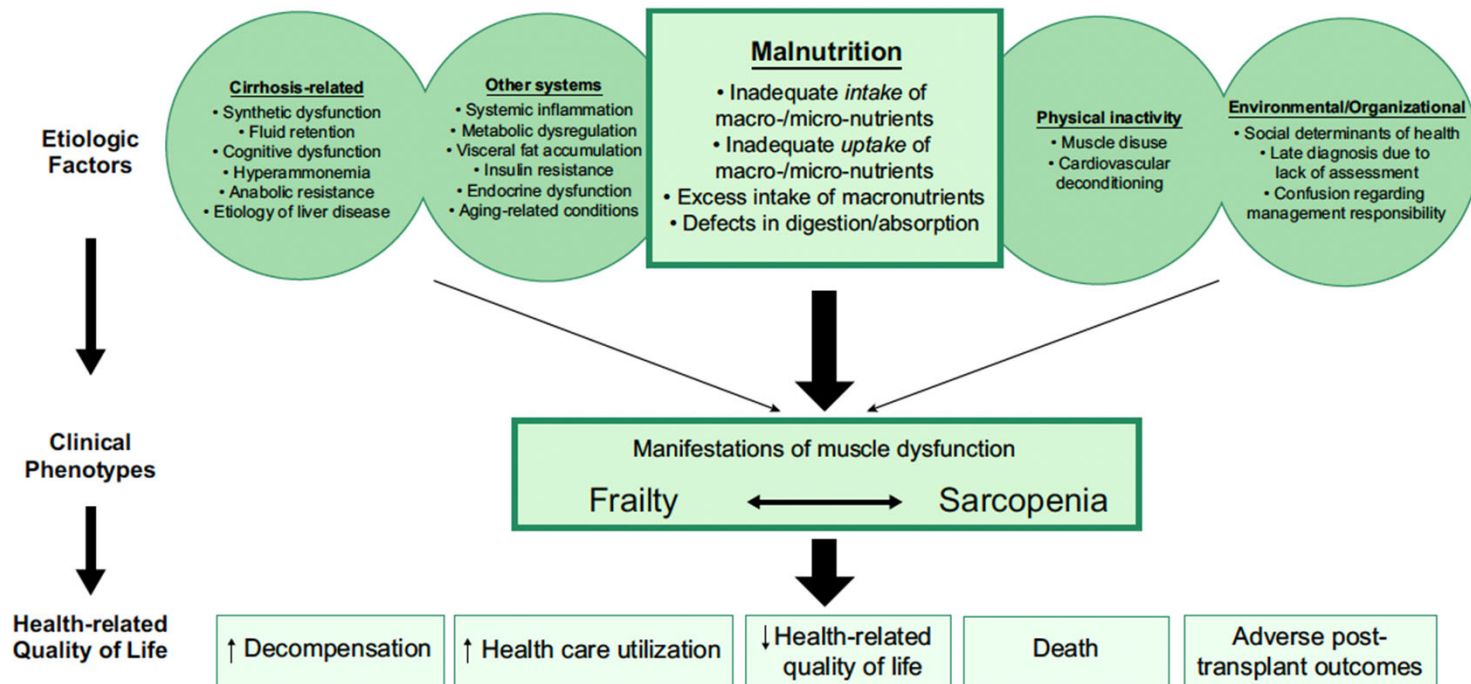 Etiologic
Factors
Cirrhosis-related
• Synthetic dysfunction
• Fluid retention
• Cognitive dysfunction
• Hyperammonemia
• Anabolic resistance
• Etiology of liver disease
Other systems
• Systemic inflammation
• Metabolic dysregulation
• Visceral fat accumulation
• Insulin resistance
• Endocrine dysfunction
• Aging-related conditions
Malnutrition
• Inadequate intake of
macro-/micro-nutrients
• Inadequate uptake of
macro-/micro-nutrients
• Excess intake of macronutrients
• Defects in digestion/absorption
Physical inactivity
• Muscle disuse
• Cardiovascular
deconditioning
Environmental/Organizational
• Social determinants of health
• Late diagnosis due to
lack of assessment
• Confusion regarding
management responsibility
Clinical
Phenotypes
Manifestations of muscle dysfunction
Frailty
Sarcopenia
Health-related
Quality of Life
↑ Decompensation
↑ Health care utilization
↓ Health-related
quality of life
Death
Adverse post-
transplant outcomes